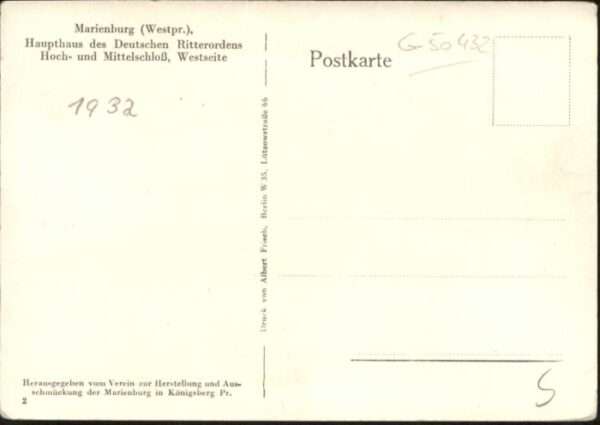 Marienburg (Westpr.),
Haupthaus des Deutschen Ritterordens
Hoch- und Mittelschloß, Westseite
1932
Herausgegeben vom Verein zur Herstellung und Aus-
schmückung der Marienburg in Königsberg Pr.
2
Druck von Albert Frisch, Berlin W 35, Lützowstraße 66
Postkarte
G-50432
5